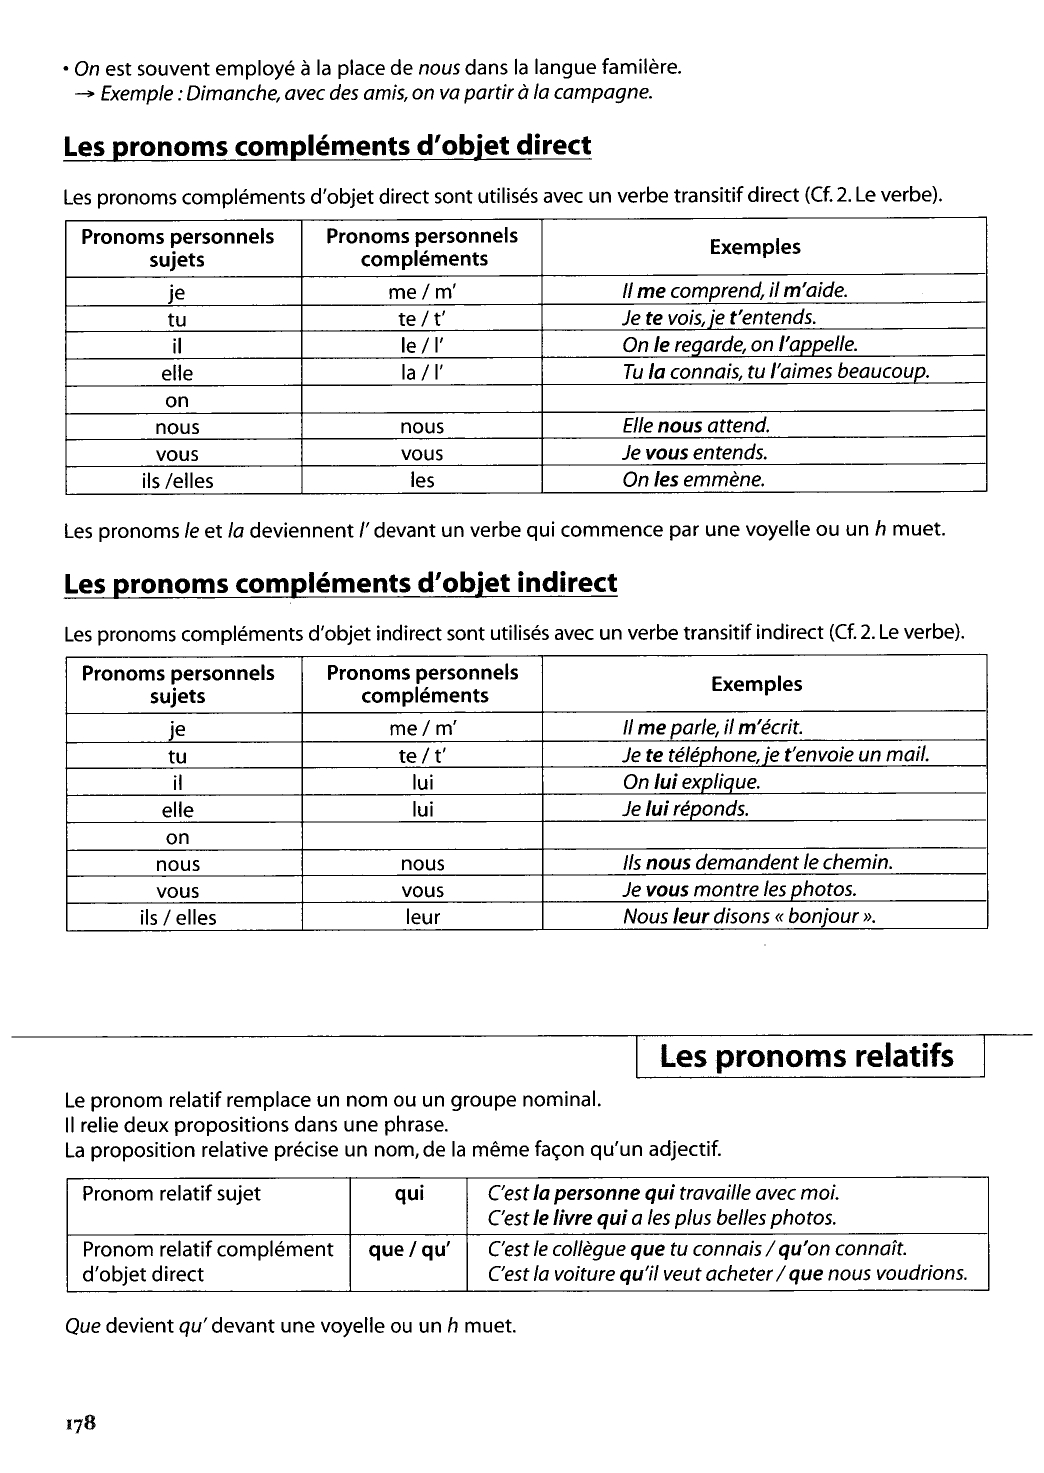 • On est souvent employé à la place de nous dans la langue familère.
→ Exemple : Dimanche, avec des amis, on va partir à la campagne.
Les pronoms compléments d'objet direct
Les pronoms compléments d'objet direct sont utilisés avec un verbe transitif direct (Cf. 2. Le verbe).
Pronoms personnels sujets | Pronoms personnels compléments | Exemples
je | me / m' | Il me comprend, il m'aide.
tu | te / t' | Je te vois, je t'entends.
il | le / l' | On le regarde, on l'appelle.
elle | la / l' | Tu la connais, tu l'aimes beaucoup.
on
nous | nous | Elle nous attend.
vous | vous | Je vous entends.
ils /elles | les | On les emmène.
Les pronoms le et la deviennent l' devant un verbe qui commence par une voyelle ou un h muet.
Les pronoms compléments d'objet indirect
Les pronoms compléments d'objet indirect sont utilisés avec un verbe transitif indirect (Cf. 2. Le verbe).
Pronoms personnels sujets | Pronoms personnels compléments | Exemples
je | me / m' | Il me parle, il m'écrit.
tu | te / t' | Je te téléphone, je t'envoie un mail.
il | lui | On lui explique.
elle | lui | Je lui réponds.
on
nous | nous | Ils nous demandent le chemin.
vous | vous | Je vous montre les photos.
ils / elles | leur | Nous leur disons « bonjour ».
Les pronoms relatifs
Le pronom relatif remplace un nom ou un groupe nominal.
Il relie deux propositions dans une phrase.
La proposition relative précise un nom, de la même façon qu'un adjectif.
Pronom relatif sujet | qui | C'est la personne qui travaille avec moi.
C'est le livre qui a les plus belles photos.
Pronom relatif complément | que / qu' | C'est le collègue que tu connais / qu'on connaît.
d'objet direct | C'est la voiture qu'il veut acheter / que nous voudrions.
Que devient qu' devant une voyelle ou un h muet.
178